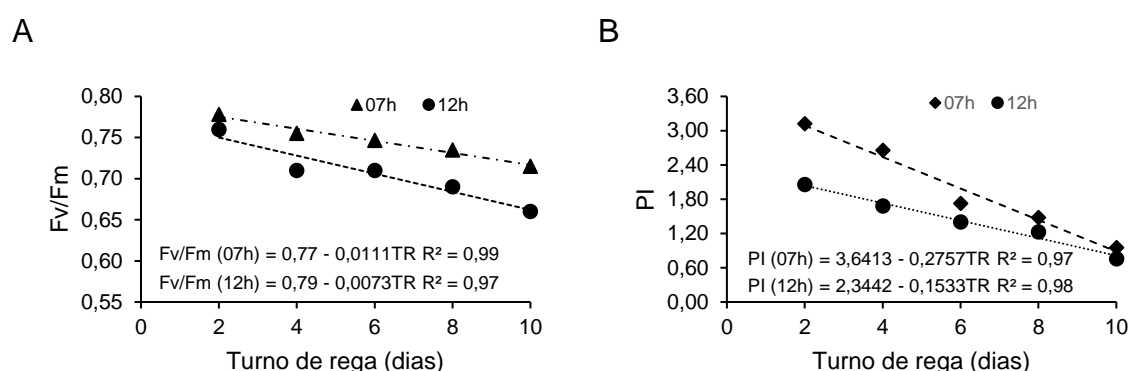 A
B
0,80
0,75
0,70
0,65
0,60
0,55
Fv/Fm
07h 12h
Fv/Fm (07h) = 0,77 - 0,0111TR R² = 0,99
Fv/Fm (12h) = 0,79 - 0,0073TR R² = 0,97
0 2 4 6 8 10
Turno de rega (dias)
3,60
3,00
2,40
1,80
1,20
0,60
0,00
PI
07h 12h
PI (07h) = 3,6413 - 0,2757TR R² = 0,97
PI (12h) = 2,3442 - 0,1533TR R² = 0,98
0 2 4 6 8 10
Turno de rega (dias)